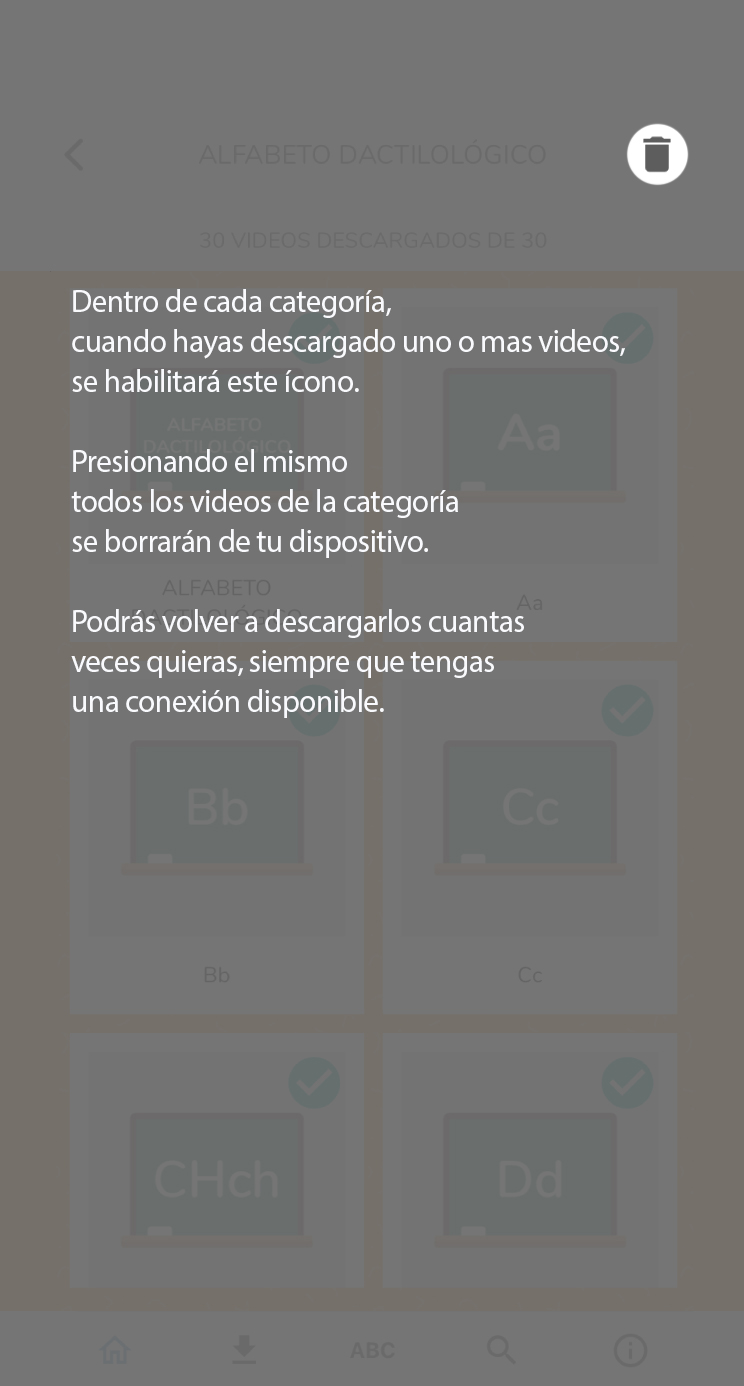 ALFABETO DACTILOLÓGICO
30 VIDEOS DESCARGADOS DE 30
Dentro de cada categoría,
cuando hayas descargado uno o mas videos,
se habilitará este ícono.
ALFABETO
DACTILOLÓGICO
Aa
Presionando el mismo
todos los videos de la categoría
se borrarán de tu dispositivo.
ALFABETO
DACTILOLÓGICO
Aa
Podrás volver a descargarlos cuantas
veces quieras, siempre que tengas
una conexión disponible.
Bb
Cc
Bb
Cc
CHch
Dd
ABC